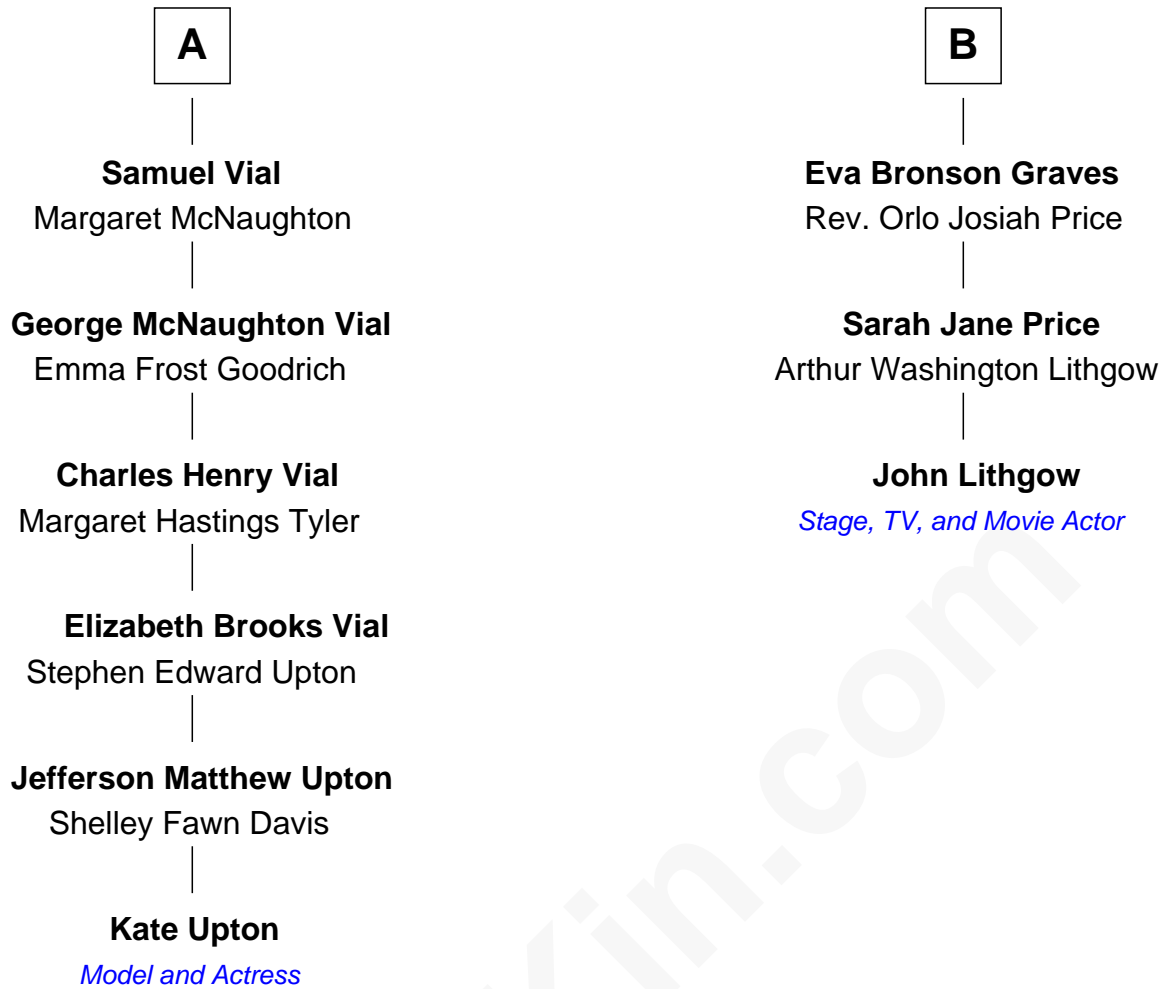 A
Samuel Vial
Margaret McNaughton
George McNaughton Vial
Emma Frost Goodrich
Charles Henry Vial
Margaret Hastings Tyler
Elizabeth Brooks Vial
Stephen Edward Upton
Jefferson Matthew Upton
Shelley Fawn Davis
Kate Upton
Model and Actress
B
Eva Bronson Graves
Rev. Orlo Josiah Price
Sarah Jane Price
Arthur Washington Lithgow
John Lithgow
Stage, TV, and Movie Actor